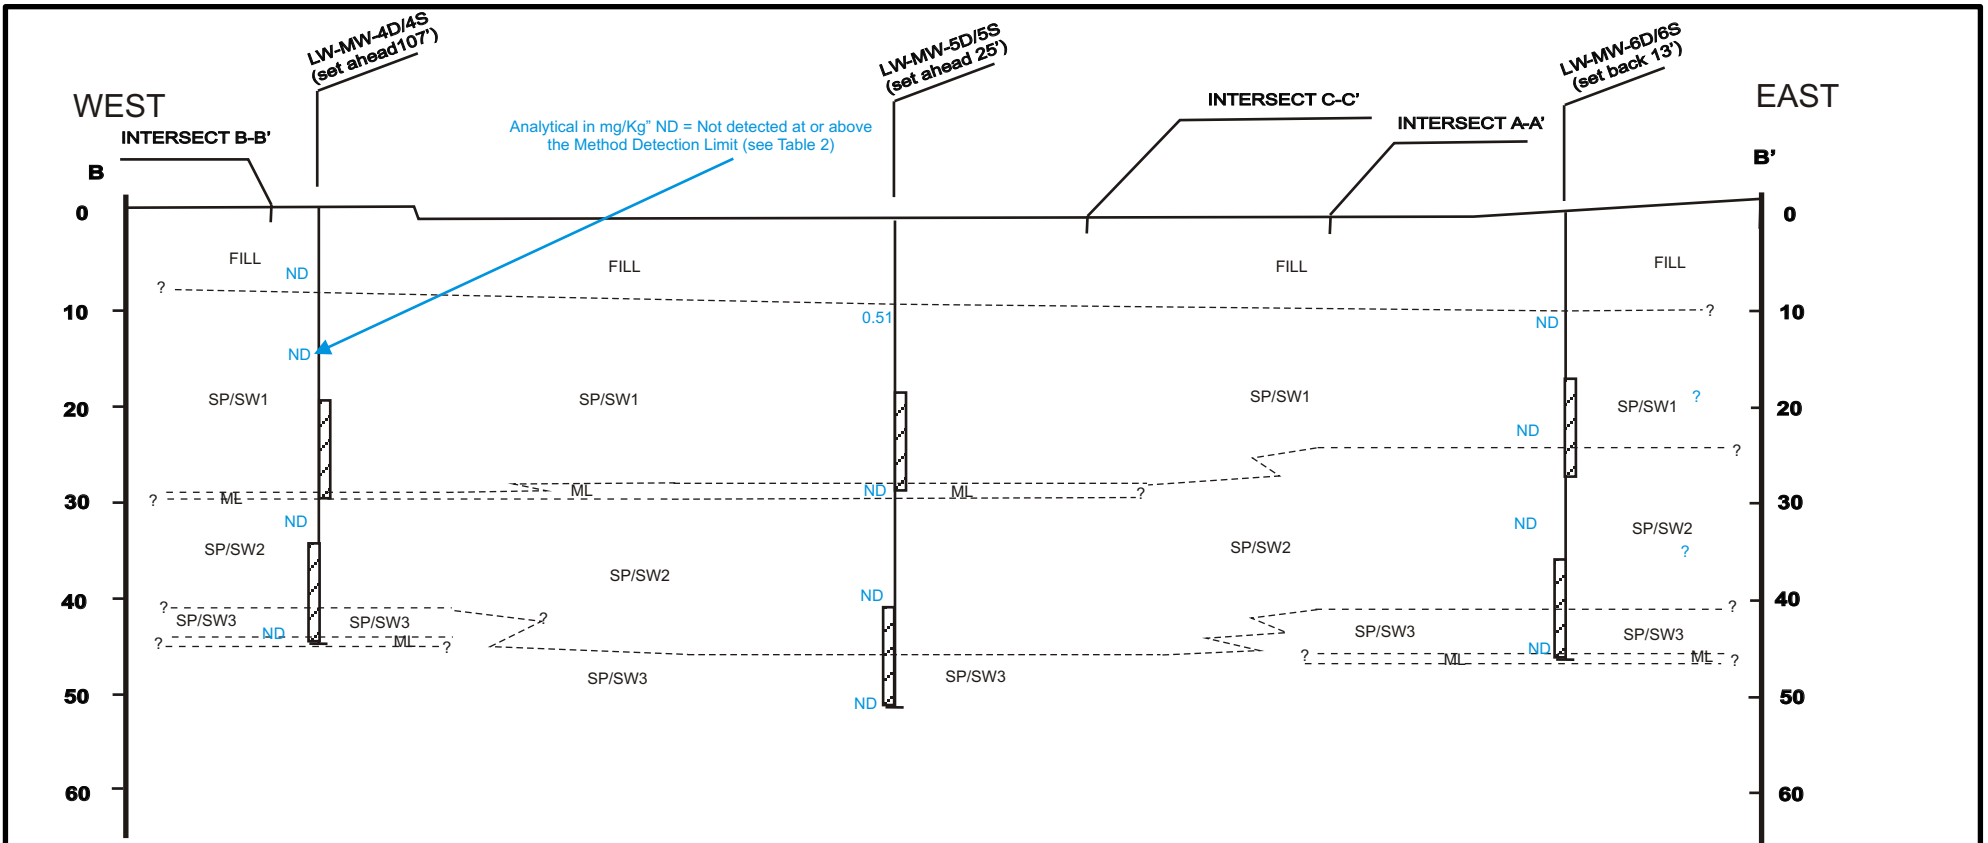 LW-MW-4D/4S
(set ahead107')
LW-MW-5D/5S
(set ahead 25')
LW-MW-6D/6S
(set back 13')
WEST
EAST
INTERSECT B-B'
Analytical in mg/Kg" ND = Not detected at or above
the Method Detection Limit (see Table 2)
INTERSECT C-C'
INTERSECT A-A'
B
B'
0
0
FILL
ND
FILL
FILL
FILL
?
10
0.51
ND
?
10
ND
SP/SW1
SP/SW1
SP/SW1
SP/SW1
?
20
20
ND
?
?
ML
ML
ND
ML
?
30
30
ND
ND
SP/SW2
SP/SW2
SP/SW2
SP/SW2
?
40
ND
40
?
?
?
SP/SW3
ND
SP/SW3
SP/SW3
SP/SW3
?
ML
?
ND
?
ML
ML
?
SP/SW3
SP/SW3
50
ND
50
60
60